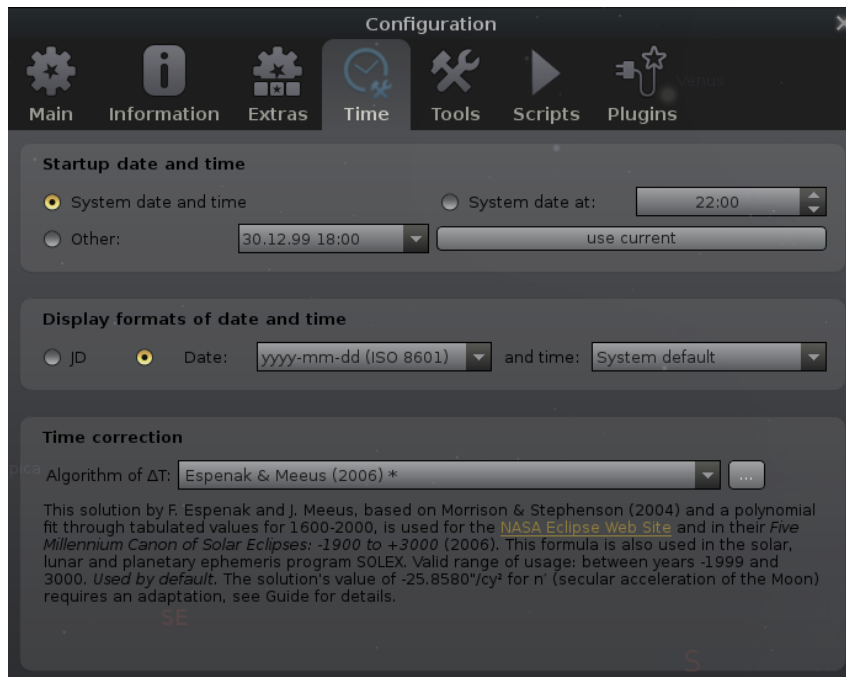 Configuration
Venus
Main Information Extras Time Tools Scripts Plugins
Startup date and time
System date and time System date at: 22:00
Other: 30.12.99 18:00 use current
Display formats of date and time
JD Date: yyyy-mm-dd (ISO 8601) and time: System default
Time correction
Algorithm of ΔT: Espenak & Meeus (2006) * ...
This solution by F. Espenak and J. Meeus, based on Morrison & Stephenson (2004) and a polynomial
fit through tabulated values for 1600-2000, is used for the NASA Eclipse Web Site and in their Five
Millennium Canon of Solar Eclipses: -1900 to +3000 (2006). This formula is also used in the solar,
lunar and planetary ephemeris program SOLEX. Valid range of usage: between years -1999 and
3000. Used by default. The solution's value of -25.8580"/cy² for n′ (secular acceleration of the Moon)
requires an adaptation, see Guide for details.
SE
S